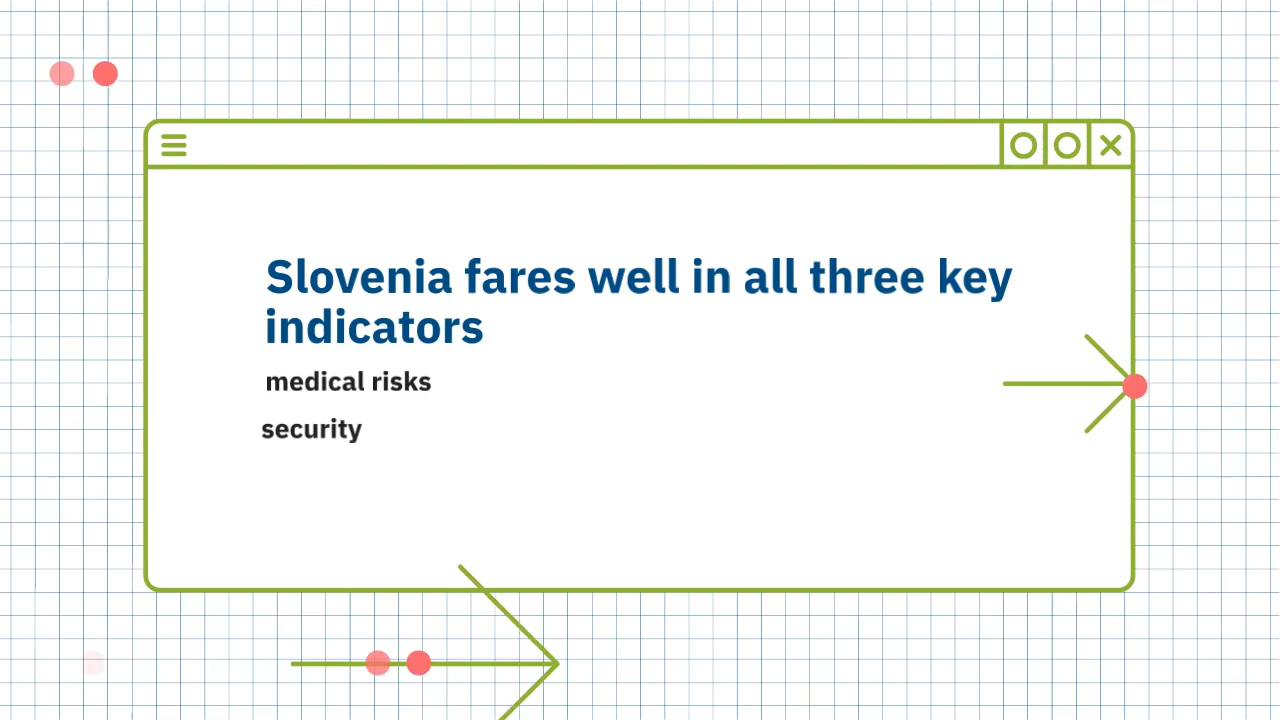 Slovenia fares well in all three key
indicators
medical risks
security